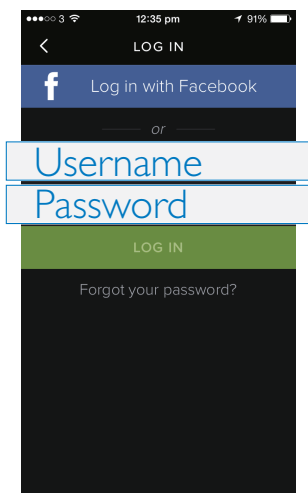 3 12:35 pm 91%
LOG IN
f Log in with Facebook
or
Username
Password
LOG IN
Forgot your password?